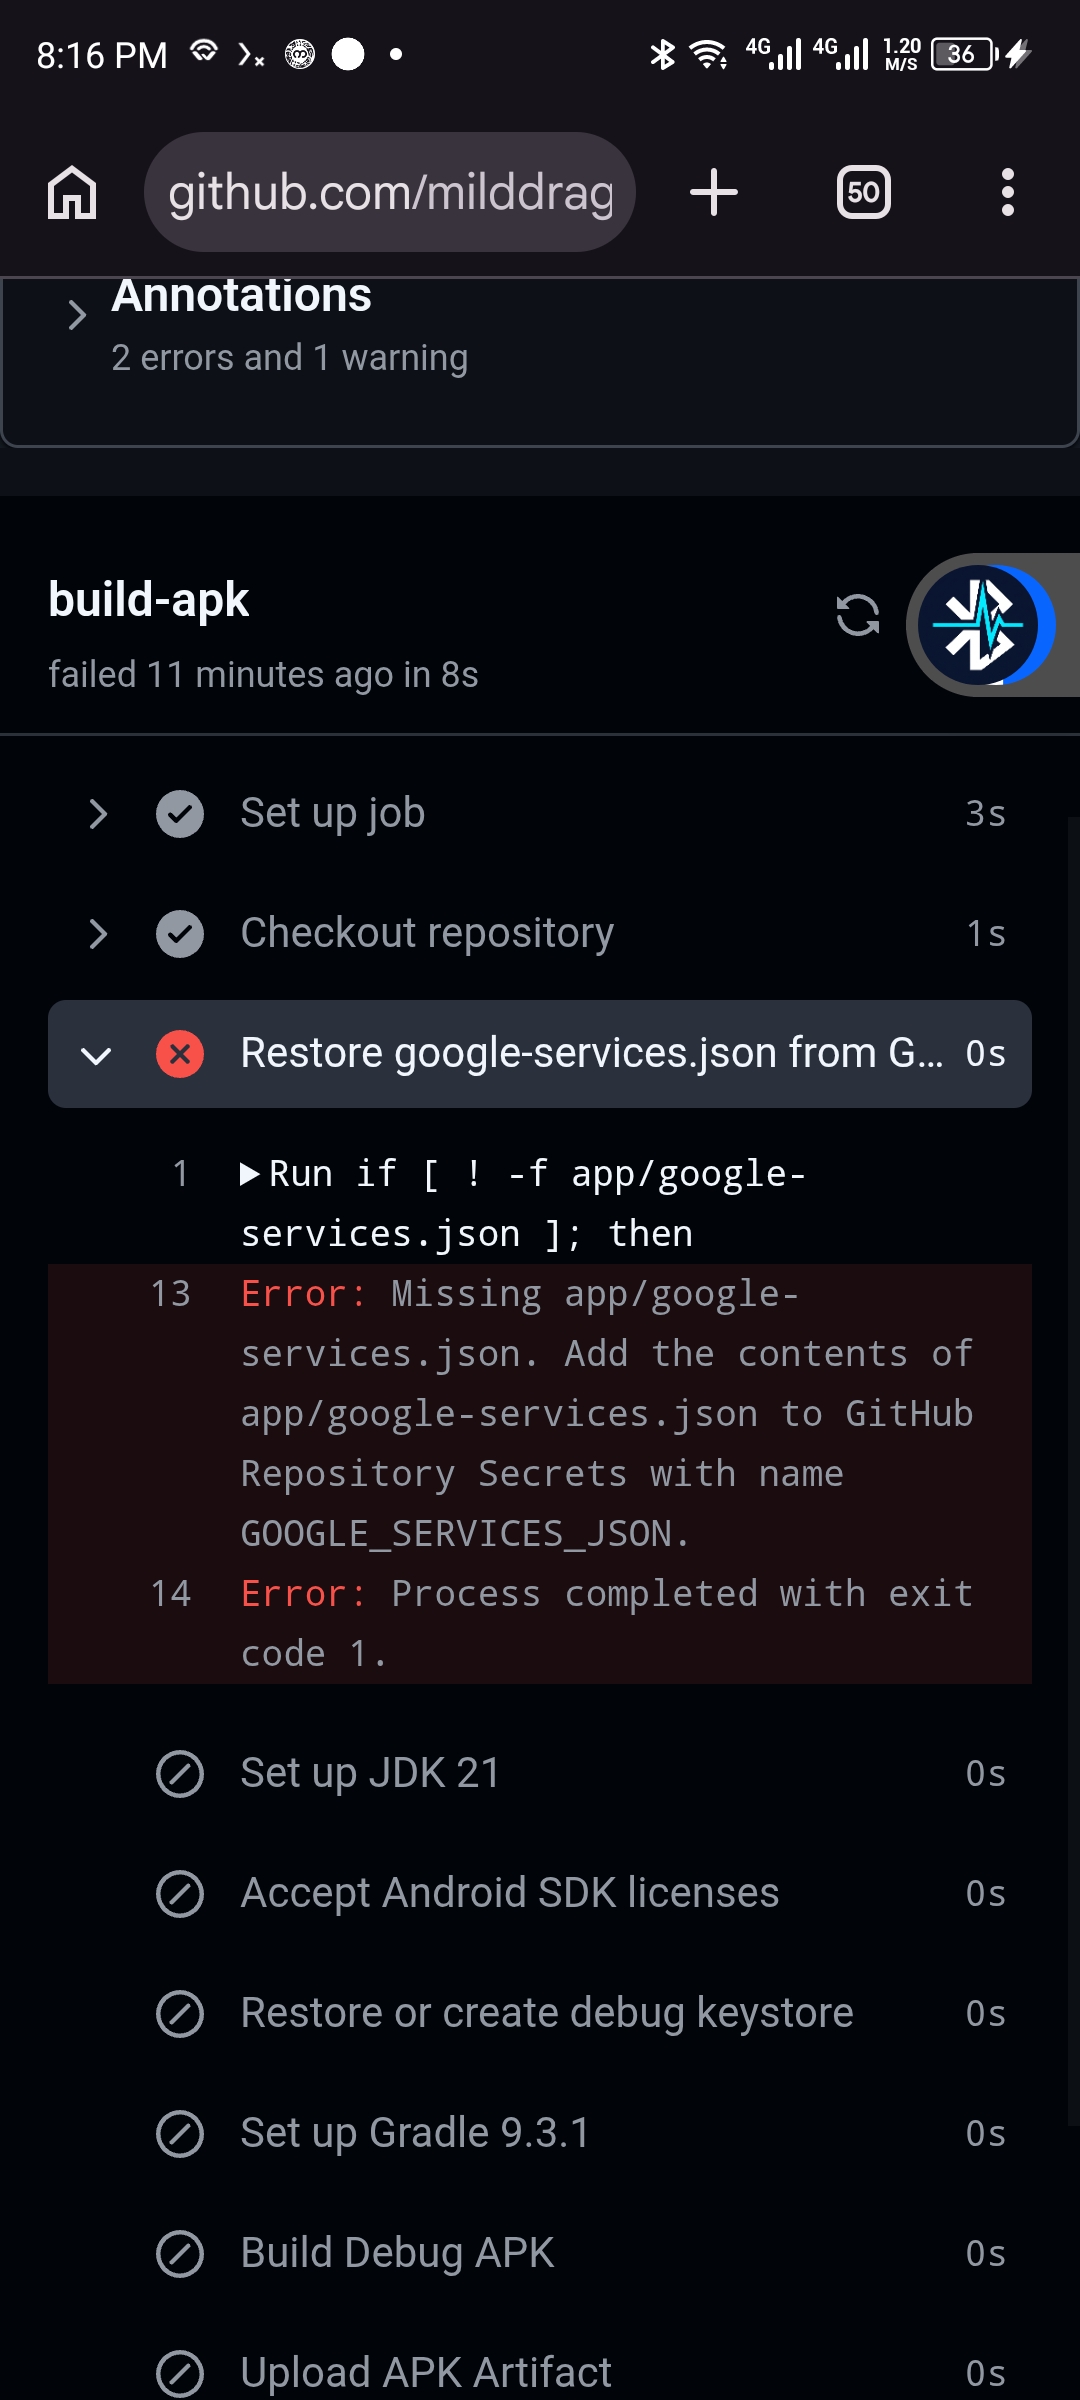 8:16 PM
4G 4G 1.20 M/S 36
github.com/milddrag
50
Annotations
2 errors and 1 warning
build-apk
failed 11 minutes ago in 8s
Set up job 3s
Checkout repository 1s
Restore google-services.json from G... 0s
1 Run if [ ! -f app/google-
services.json ]; then
13 Error: Missing app/google-
services.json. Add the contents of
app/google-services.json to GitHub
Repository Secrets with name
GOOGLE_SERVICES_JSON.
14 Error: Process completed with exit
code 1.
Set up JDK 21 0s
Accept Android SDK licenses 0s
Restore or create debug keystore 0s
Set up Gradle 9.3.1 0s
Build Debug APK 0s
Upload APK Artifact 0s